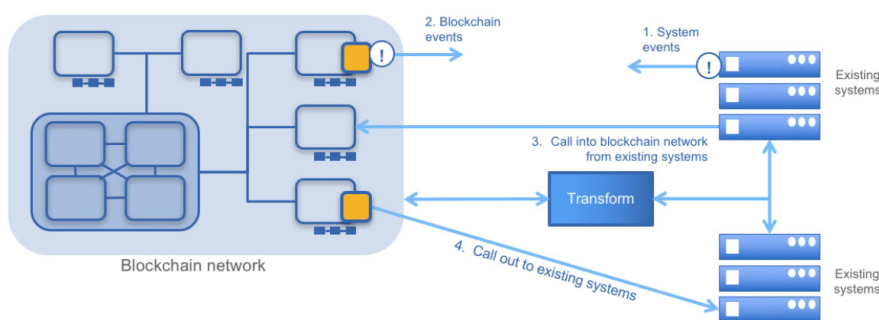 2. Blockchain
events
1. System
events
!
!
Existing
systems
3. Call into blockchain network
from existing systems
Transform
4. Call out to existing systems
Blockchain network
Existing
systems